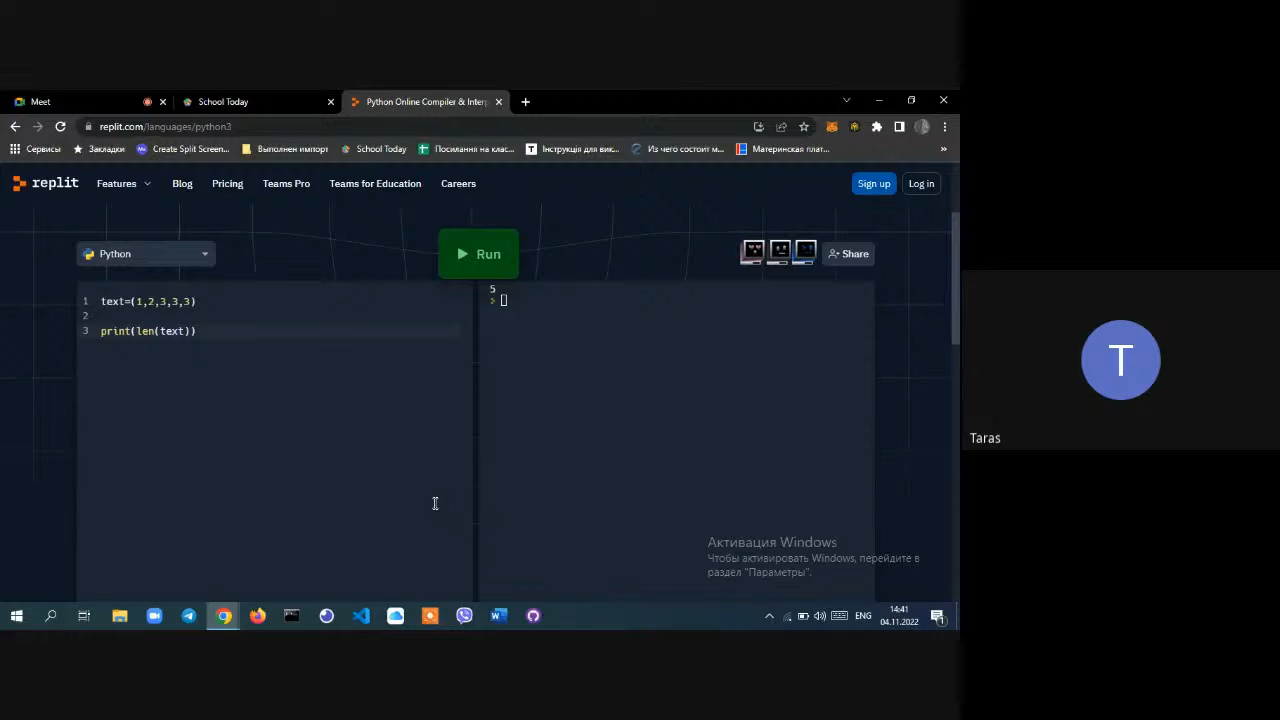 Meet
School Today
Python Online Compiler & Interp
replit.com/languages/python3
Сервисы
Закладки
Create Split Screen...
Выполнен импорт
School Today
Посилання на клас...
Інструкція для вик...
Из чего состоит м...
Материнская плат...
»
replit
Features
Blog
Pricing
Teams Pro
Teams for Education
Careers
Sign up
Log in
Python
Run
Share
1 text=(1,2,3,3,3)
2
3 print(len(text))
5
>
T
Taras
Активация Windows
Чтобы активировать Windows, перейдите в
раздел "Параметры".
ENG
14:41
04.11.2022
1